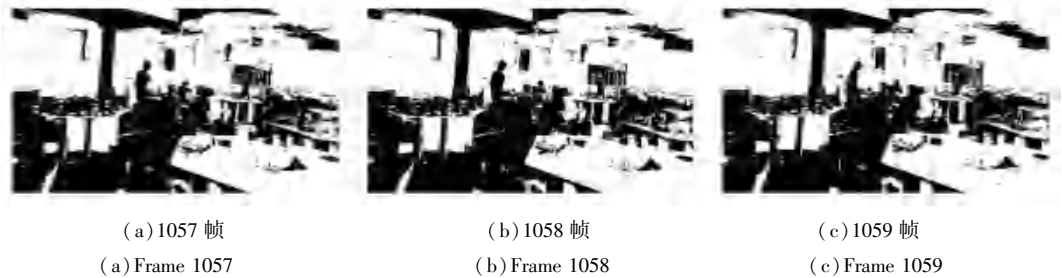 (a)1057 帧
(b)1058 帧
(c)1059 帧
(a)Frame 1057
(b)Frame 1058
(c)Frame 1059